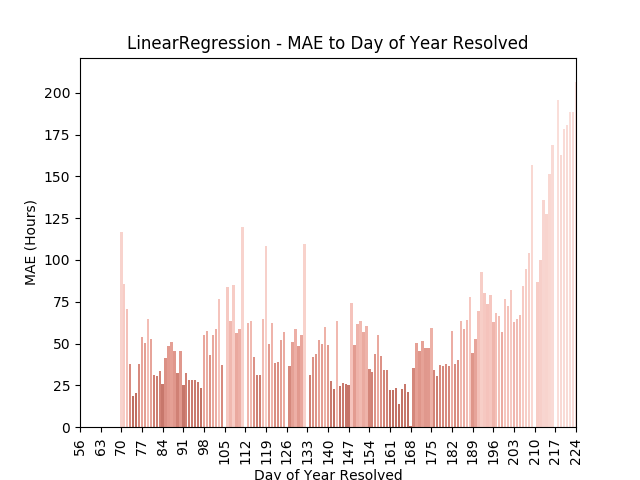 LinearRegression - MAE to Day of Year Resolved
MAE (Hours)
200
175
150
125
100
75
50
25
0
56 63 70 77 84 91 98 105 112 119 126 133 140 147 154 161 168 175 182 189 196 203 210 217 224
Day of Year Resolved